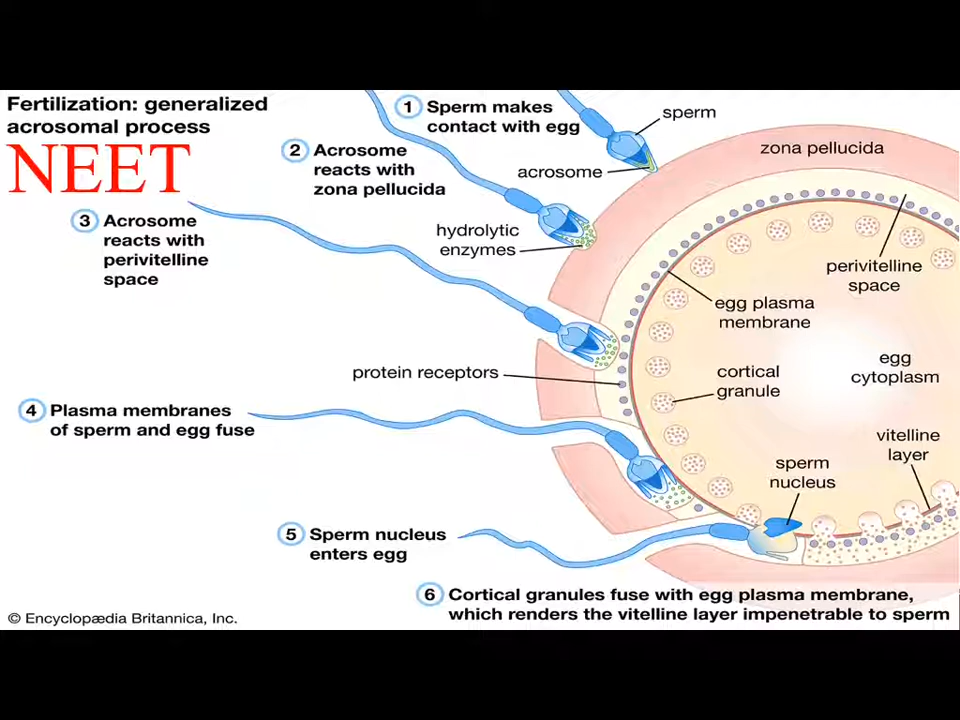 Fertilization: generalized
acrosomal process
NEET
1 Sperm makes
contact with egg
sperm
2 Acrosome
reacts with
zona pellucida
acrosome
zona pellucida
3 Acrosome
reacts with
perivitelline
space
hydrolytic
enzymes
perivitelline
space
egg plasma
membrane
protein receptors
cortical
granule
egg
cytoplasm
4 Plasma membranes
of sperm and egg fuse
vitelline
layer
sperm
nucleus
5 Sperm nucleus
enters egg
6 Cortical granules fuse with egg plasma membrane,
which renders the vitelline layer impenetrable to sperm
© Encyclopædia Britannica, Inc.